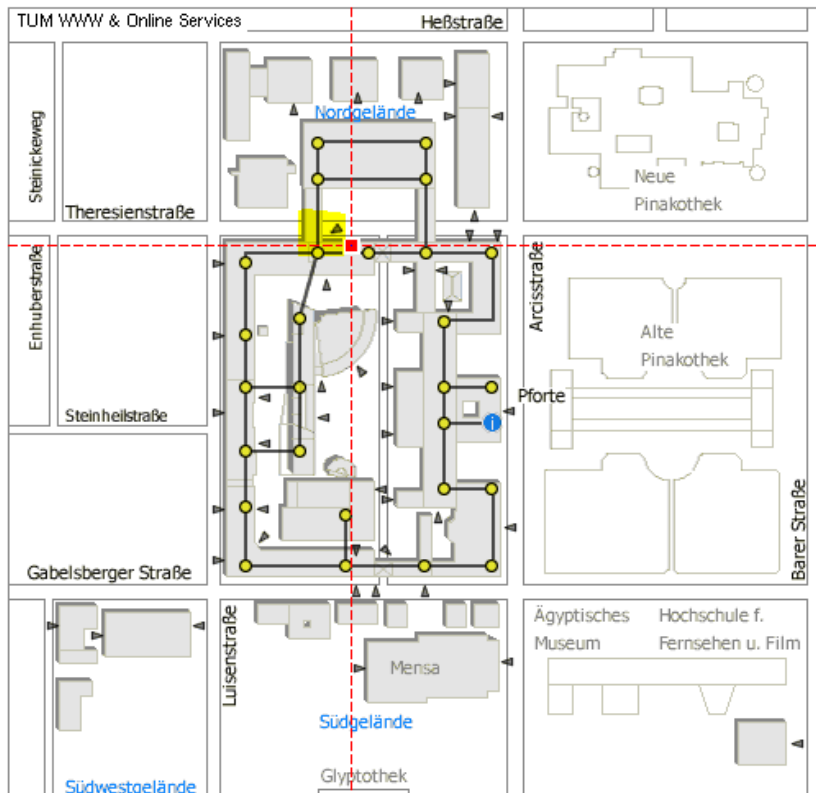 TUM WWW & Online Services
Heßstraße
Steinickeweg
Nordgelände
Theresienstraße
Neue
Pinakothek
Enhuberstraße
Arcisstraße
Alte
Pinakothek
Steinheilstraße
Pforte
i
Barer Straße
Gabelsberger Straße
Luisenstraße
Ägyptisches
Museum
Hochschule f.
Fernsehen u. Film
Mensa
Südgelände
Glyptothek
Südwestgelände